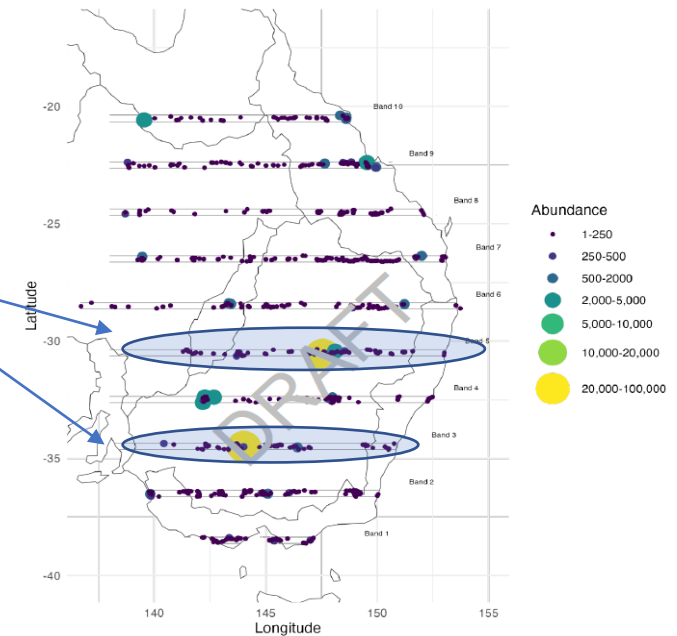 -20
-25
-30
-35
-40
Latitude
140
145
150
155
Longitude
Band 10
Band 9
Band 8
Band 7
Band 6
Band 5
Band 4
Band 3
Band 2
Band 1
DRAFT
Abundance
1-250
250-500
500-2000
2,000-5,000
5,000-10,000
10,000-20,000
20,000-100,000